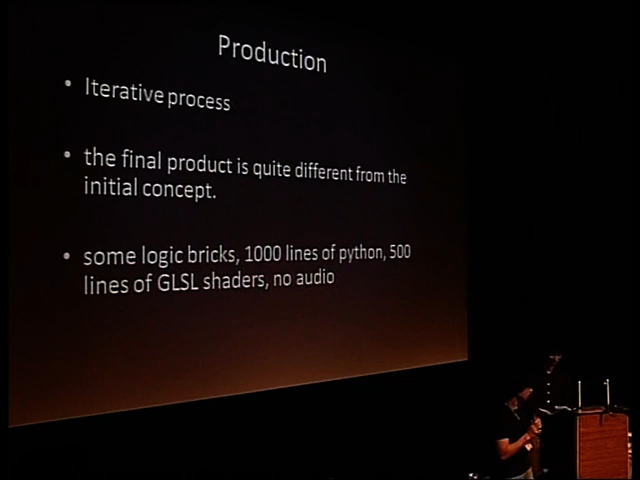 Production
• Iterative process
• the final product is quite different from the
initial concept.
• some logic bricks, 1000 lines of python, 500
lines of GLSL shaders, no audio